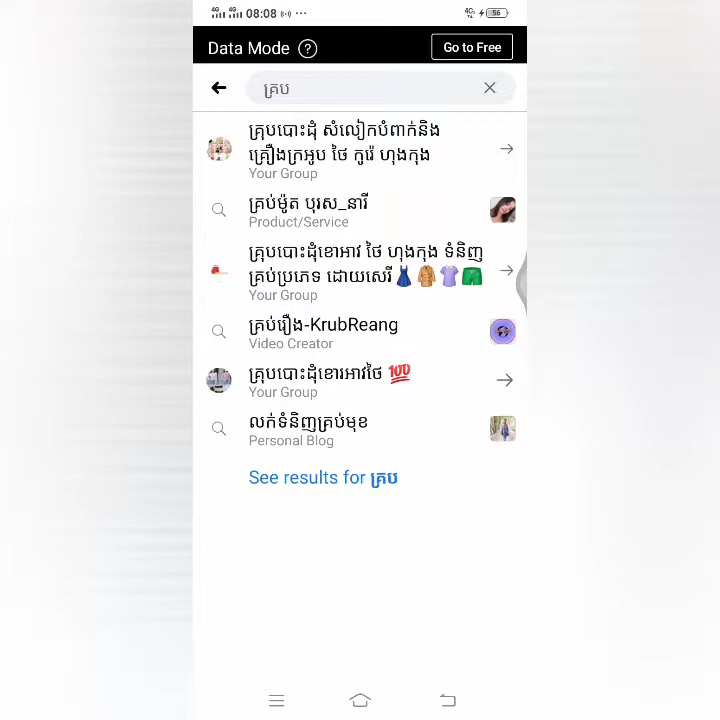 4G 4G 08:08 ··· 4G 56
Data Mode ?
Go to Free
គ្រប
គ្រុបបោះដុំ សំលៀកបំពាក់និង
គ្រឿងក្រអូប ថៃ កូរ៉េ ហុងកុង
Your Group
គ្រប់ម៉ូត បុរស_នារី
Product/Service
គ្រុបបោះដុំខោអាវ ថៃ ហុងកុង ទំនិញ
គ្រប់ប្រភេទ ដោយសេរី👗🧥👚🩳
Your Group
គ្រប់រឿង-KrubReang
Video Creator
គ្រុបបោះដុំខោរអាវថៃ 💯
Your Group
លក់ទំនិញគ្រប់មុខ
Personal Blog
See results for គ្រប